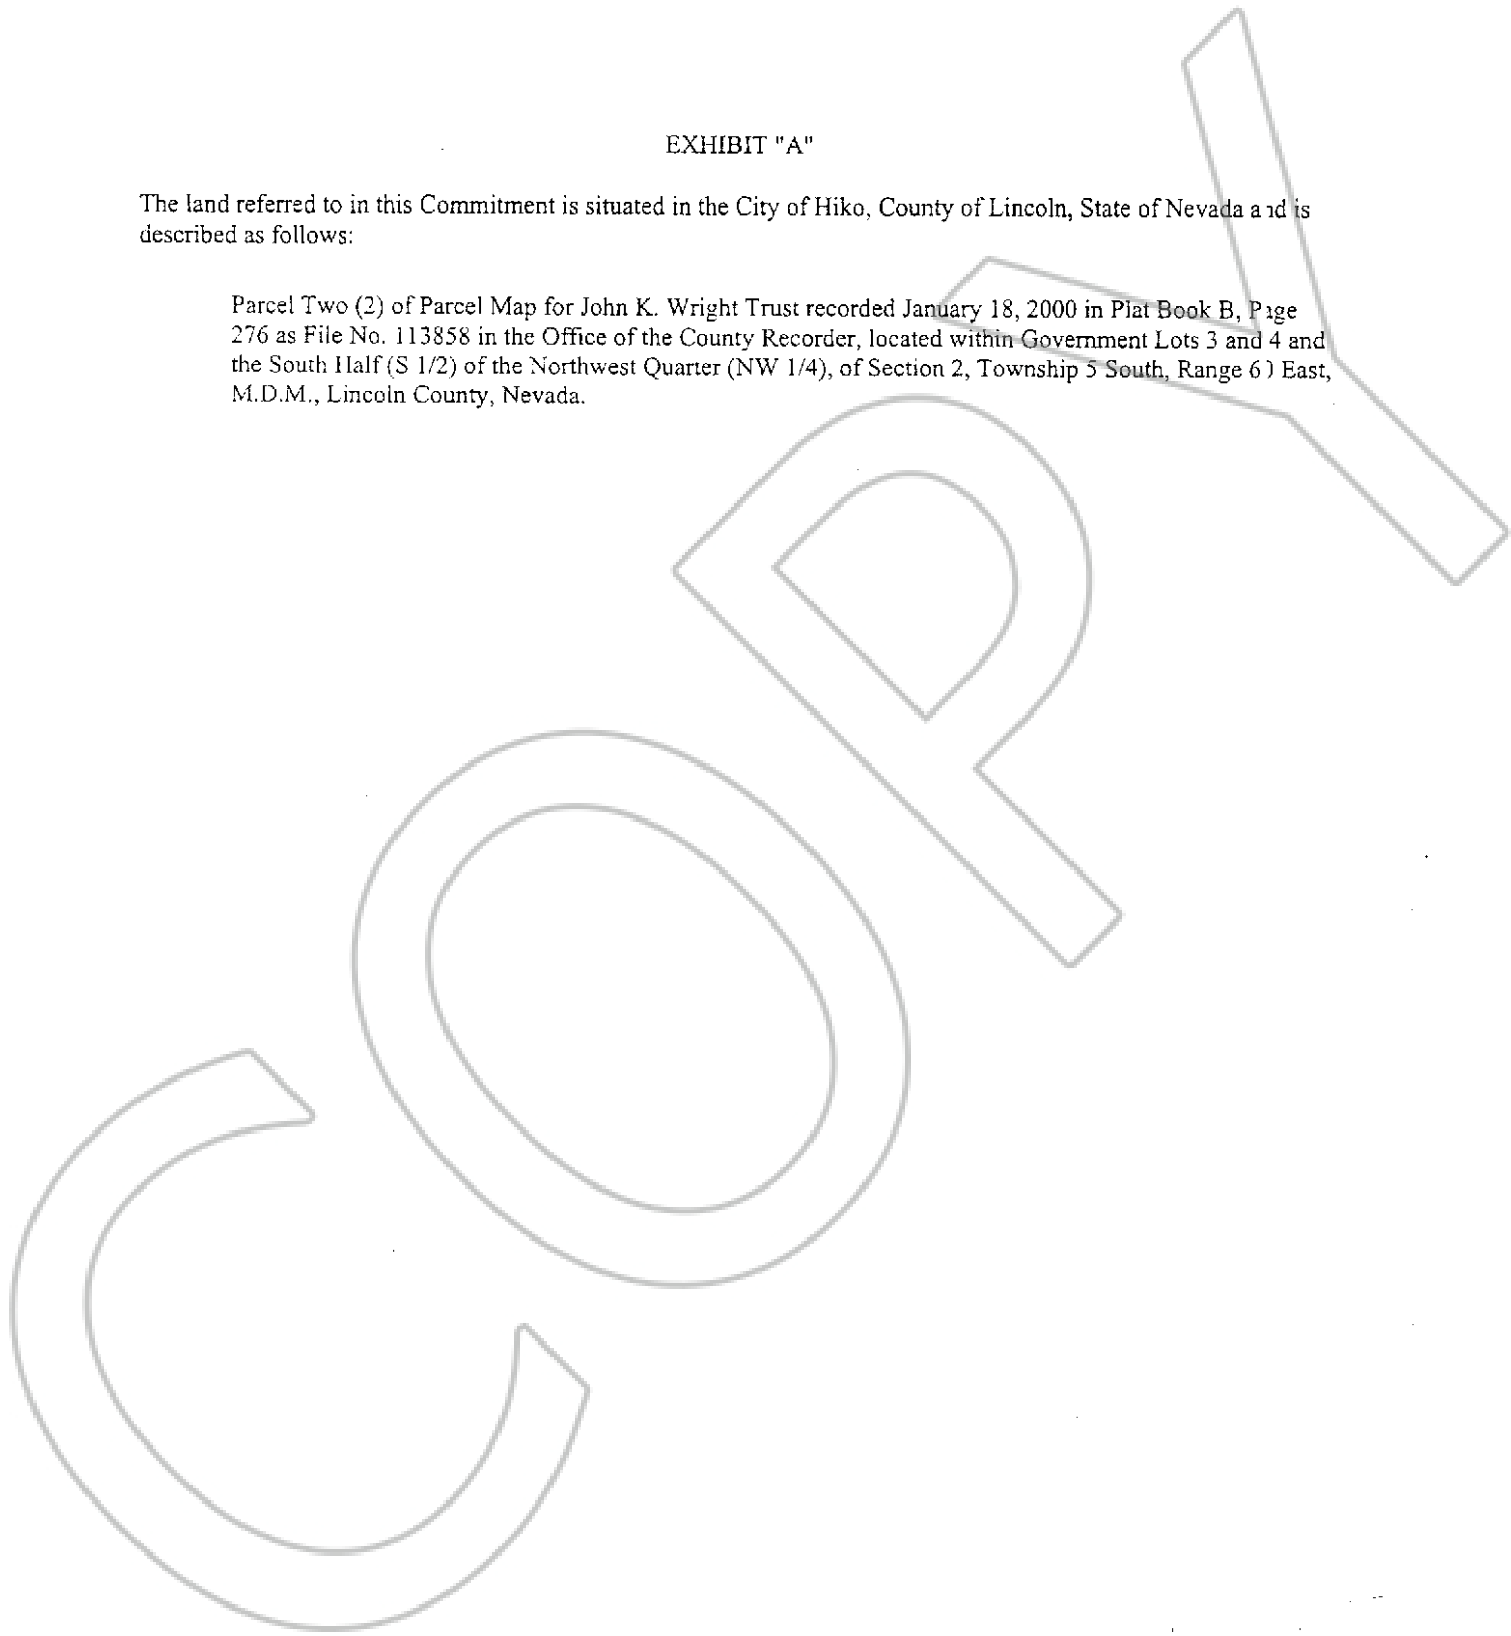 EXHIBIT "A"
The land referred to in this Commitment is situated in the City of Hiko, County of Lincoln, State of Nevada and is
described as follows:
Parcel Two (2) of Parcel Map for John K. Wright Trust recorded January 18, 2000 in Plat Book B, Page
276 as File No. 113858 in the Office of the County Recorder, located within Government Lots 3 and 4 and
the South Half (S 1/2) of the Northwest Quarter (NW 1/4), of Section 2, Township 5 South, Range East,
M.D.M., Lincoln County, Nevada.
COPY